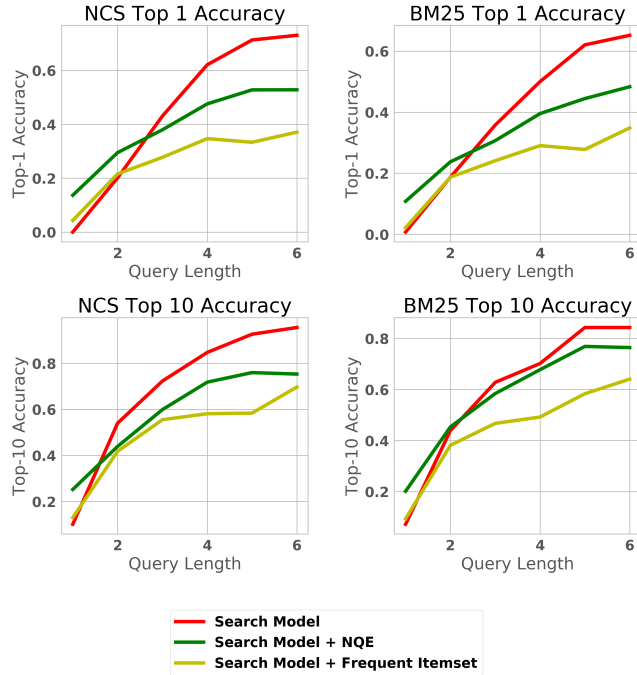 NCS Top 1 Accuracy
BM25 Top 1 Accuracy
Top-1 Accuracy
0.6
0.4
0.2
0.0
2
4
6
Query Length
Top-1 Accuracy
0.6
0.4
0.2
0.0
2
4
6
Query Length
NCS Top 10 Accuracy
BM25 Top 10 Accuracy
Top-10 Accuracy
0.8
0.6
0.4
0.2
2
4
6
Query Length
Top-10 Accuracy
0.8
0.6
0.4
0.2
2
4
6
Query Length
Search Model
Search Model + NQE
Search Model + Frequent Itemset